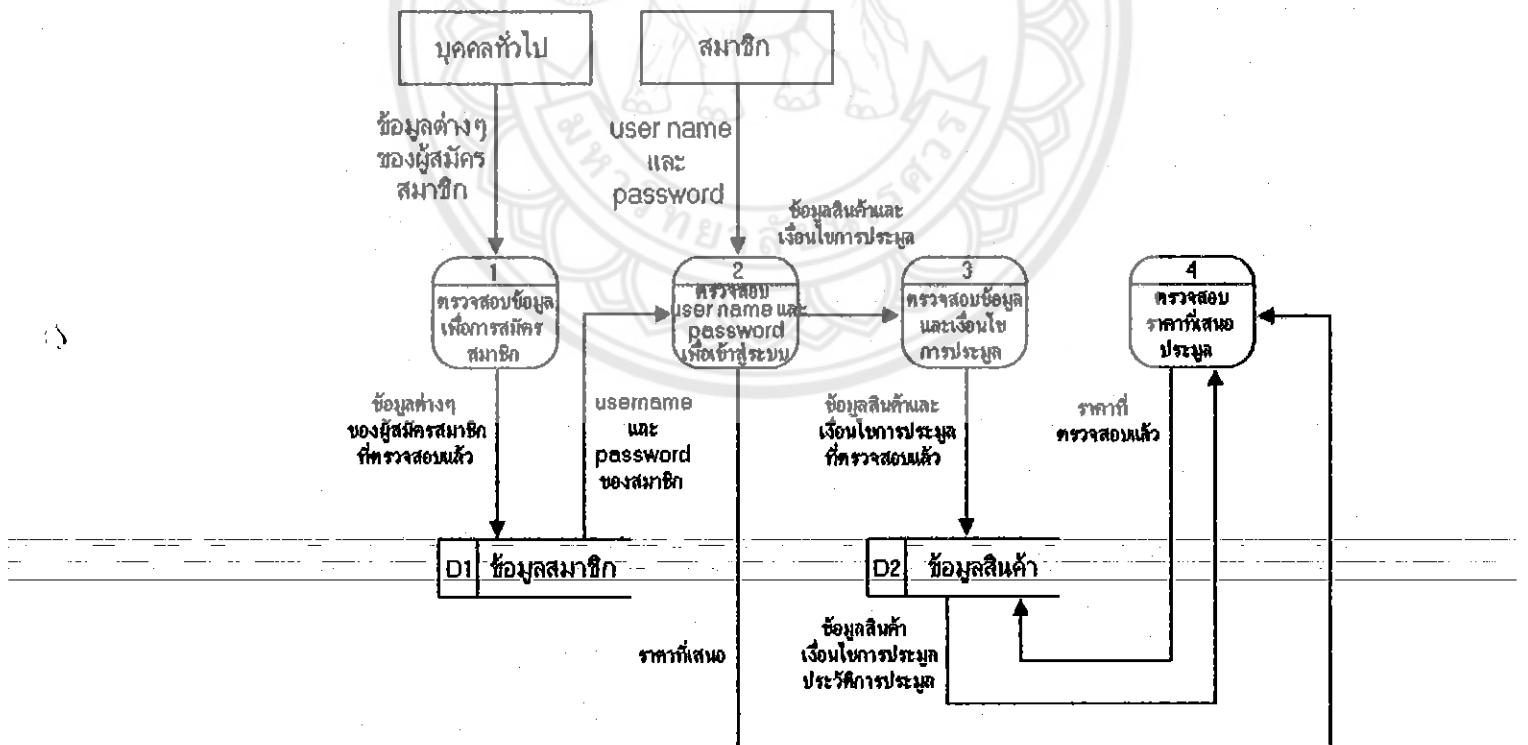 บุคคลทั่วไป
สมาชิก
ข้อมูลต่างๆ
ของผู้สมัคร
สมาชิก
user name
และ
password
ข้อมูลสินค้าและ
เงื่อนไขการประมูล
1
ตรวจสอบข้อมูล
เพื่อการสมัคร
สมาชิก
2
ตรวจสอบ
user name และ
password
เพื่อเข้าสู่ระบบ
3
ตรวจสอบข้อมูล
และเงื่อนไข
การประมูล
4
ตรวจสอบ
ราคาที่เสนอ
ประมูล
ข้อมูลต่างๆ
ของผู้สมัครสมาชิก
ที่ตรวจสอบแล้ว
username
และ
password
ของสมาชิก
ข้อมูลสินค้าและ
เงื่อนไขการประมูล
ที่ตรวจสอบแล้ว
ราคาที่
ตรวจสอบแล้ว
D1 ข้อมูลสมาชิก
D2 ข้อมูลสินค้า
ราคาที่เสนอ
ข้อมูลสินค้า
เงื่อนไขการประมูล
ประวัติการประมูล
มหาวิทยาลัยนเรศวร